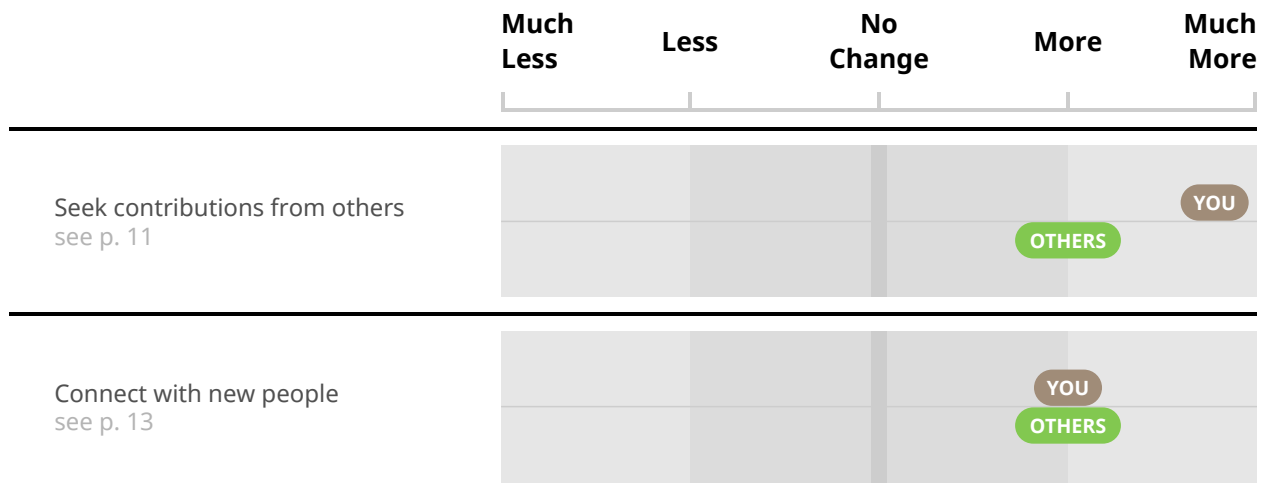 Much Less
Less
No Change
More
Much More
YOU
Seek contributions from others
see p. 11
OTHERS
YOU
Connect with new people
see p. 13
OTHERS